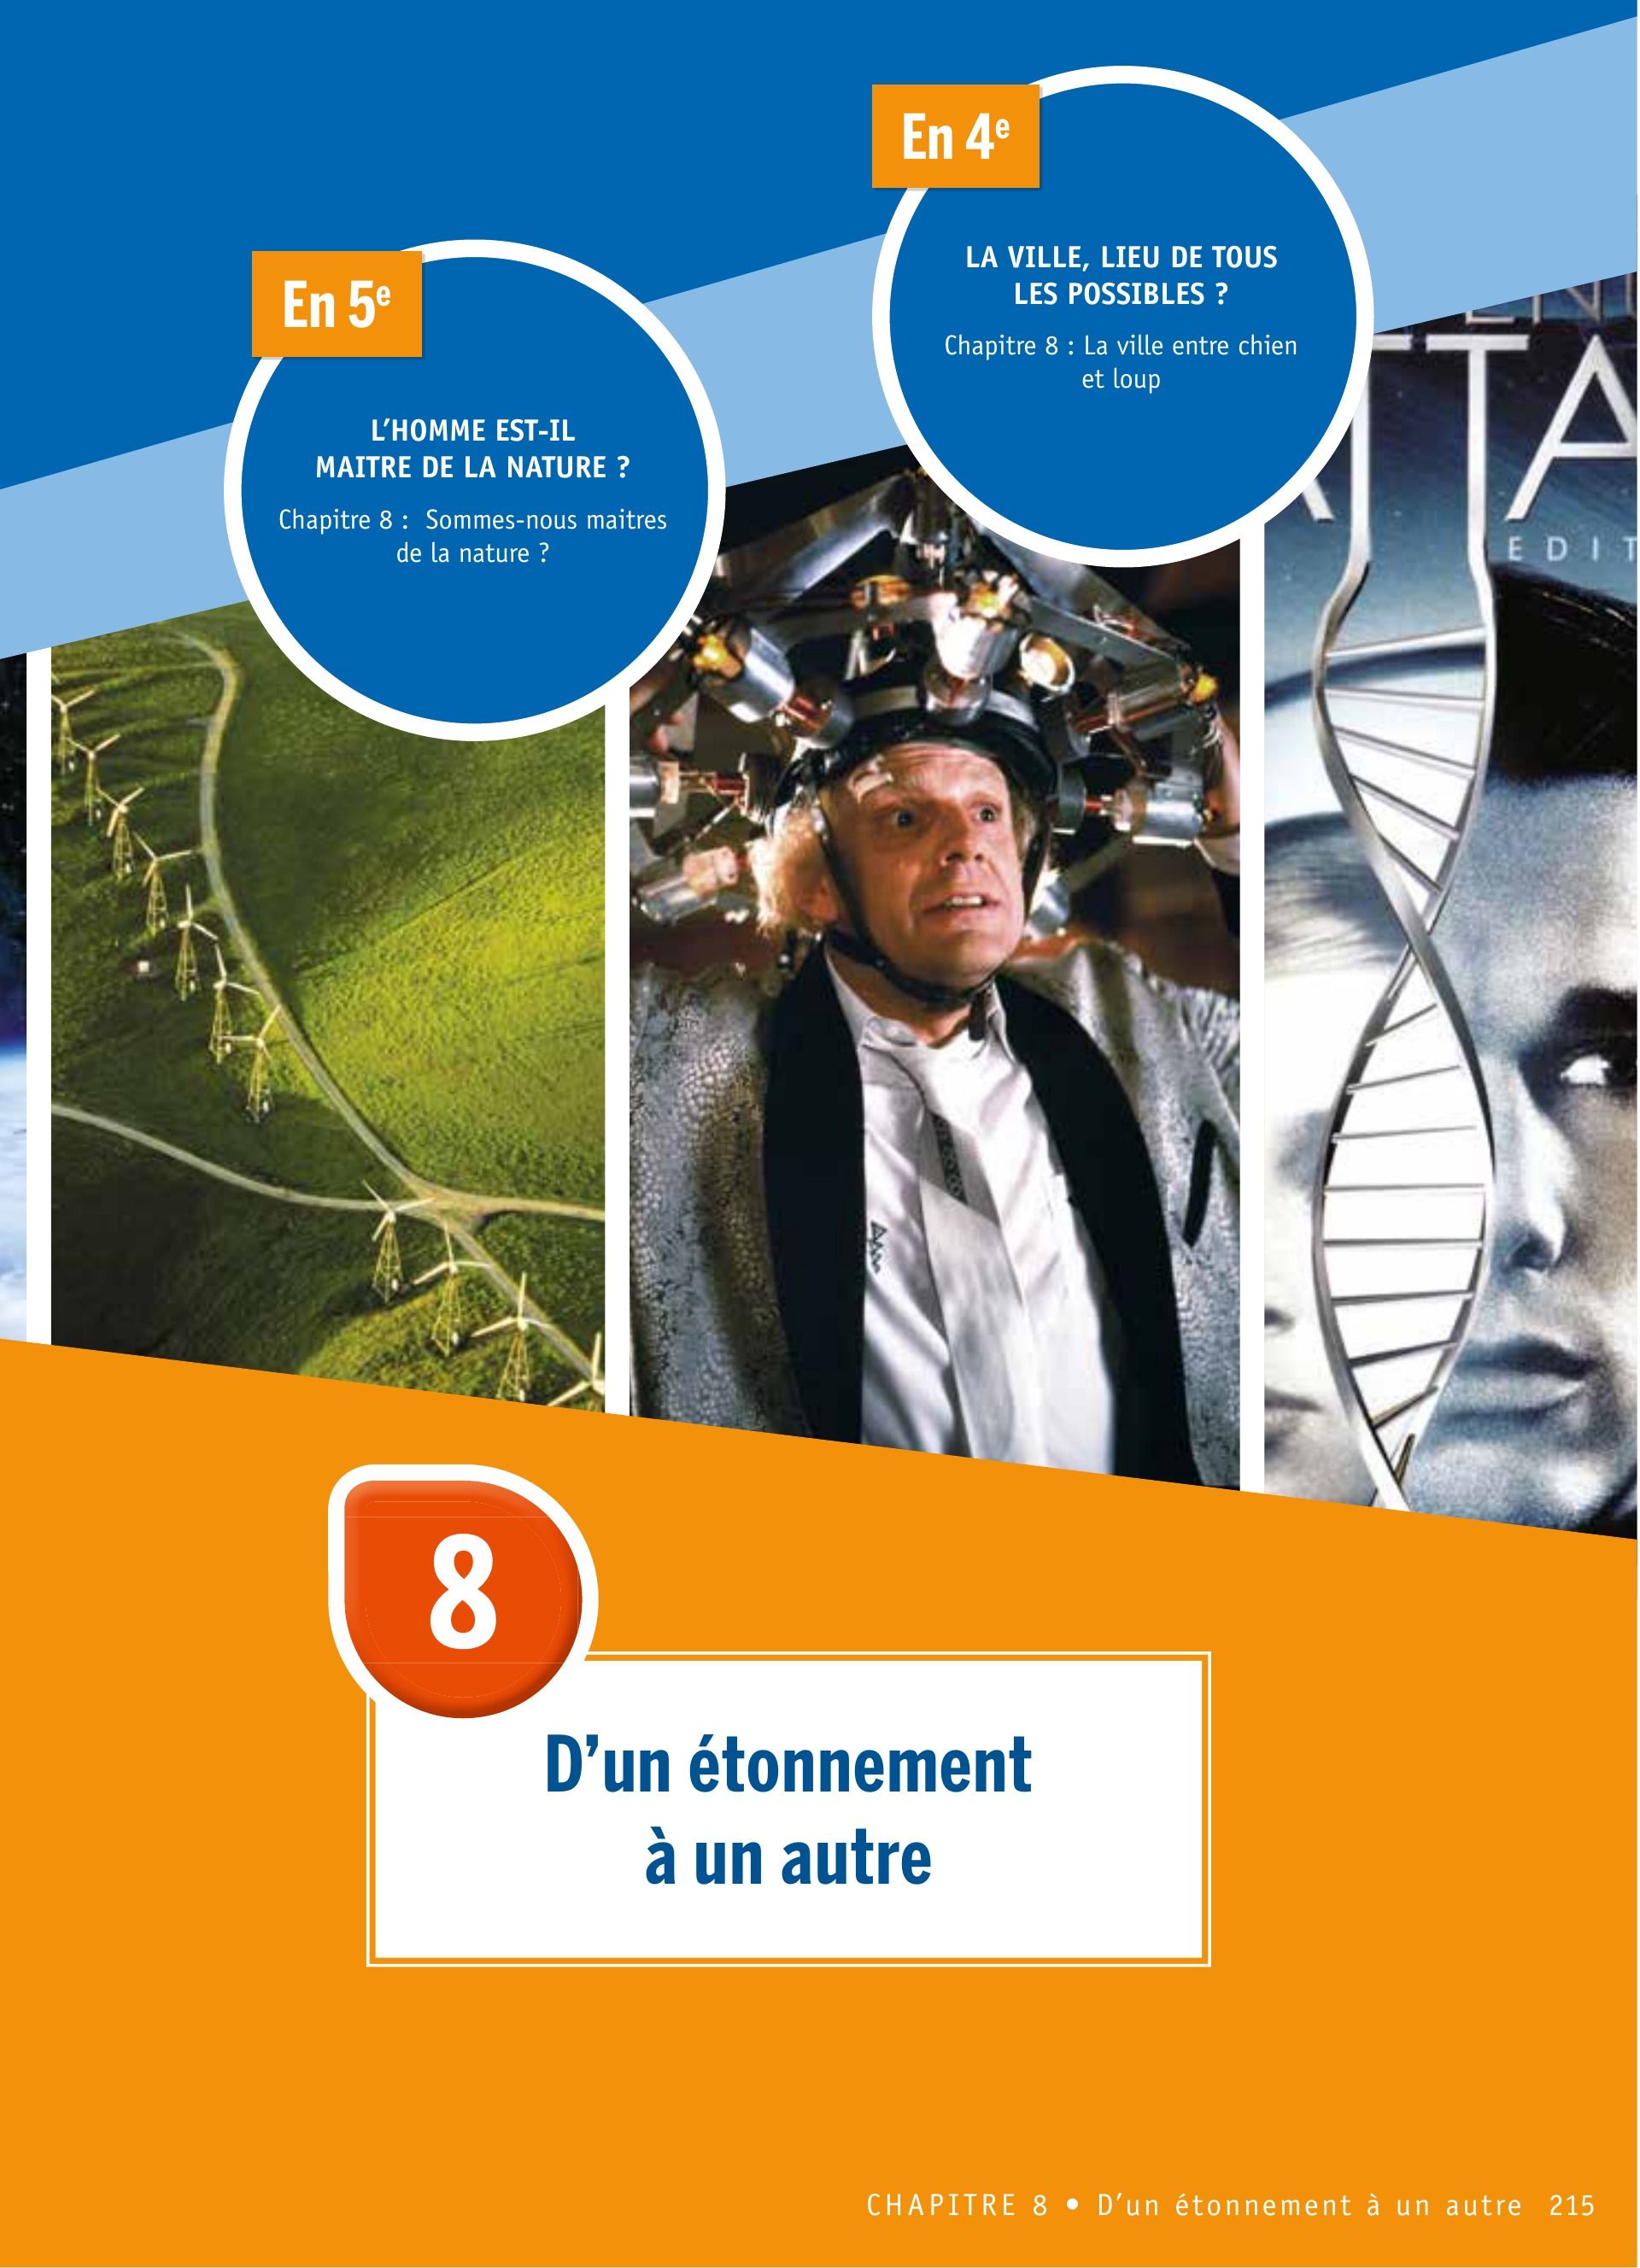 En 5e
L'HOMME EST-IL
MAITRE DE LA NATURE ?
Chapitre 8 : Sommes-nous maitres
de la nature ?
En 4e
LA VILLE, LIEU DE TOUS
LES POSSIBLES ?
Chapitre 8 : La ville entre chien
et loup
TTA
EDIT
8
D'un étonnement
à un autre
CHAPITRE 8 • D'un étonnement à un autre 215